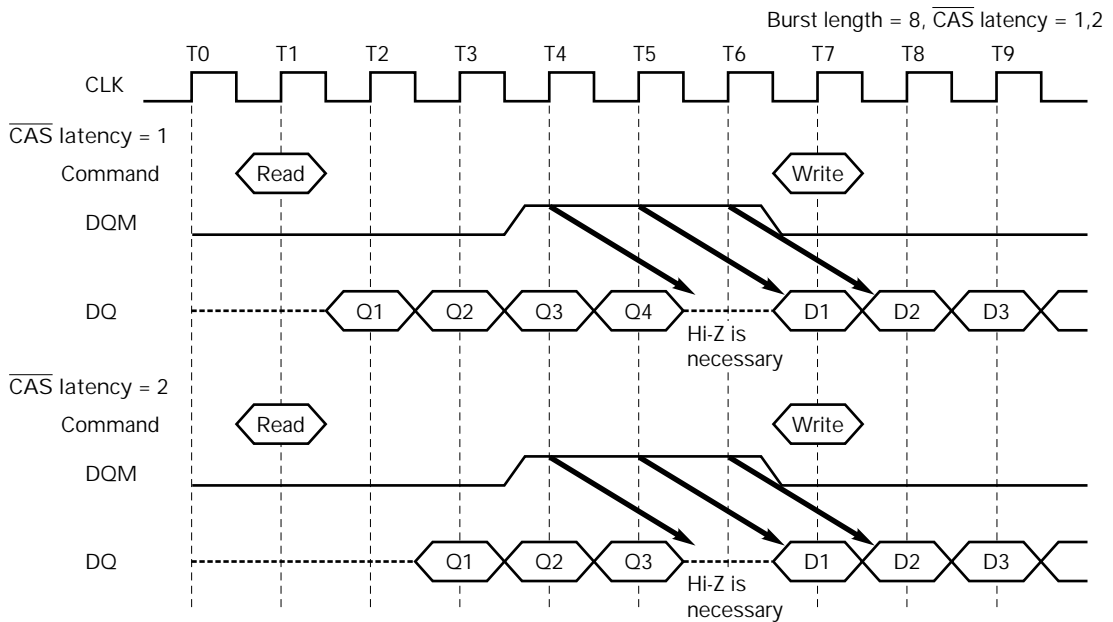 Burst length = 8, CAS latency = 1,2
T0 T1 T2 T3 T4 T5 T6 T7 T8 T9
CLK
CAS latency = 1
Command Read Write
DQM
DQ Q1 Q2 Q3 Q4 D1 D2 D3
Hi-Z is
necessary
CAS latency = 2
Command Read Write
DQM
DQ Q1 Q2 Q3 D1 D2 D3
Hi-Z is
necessary